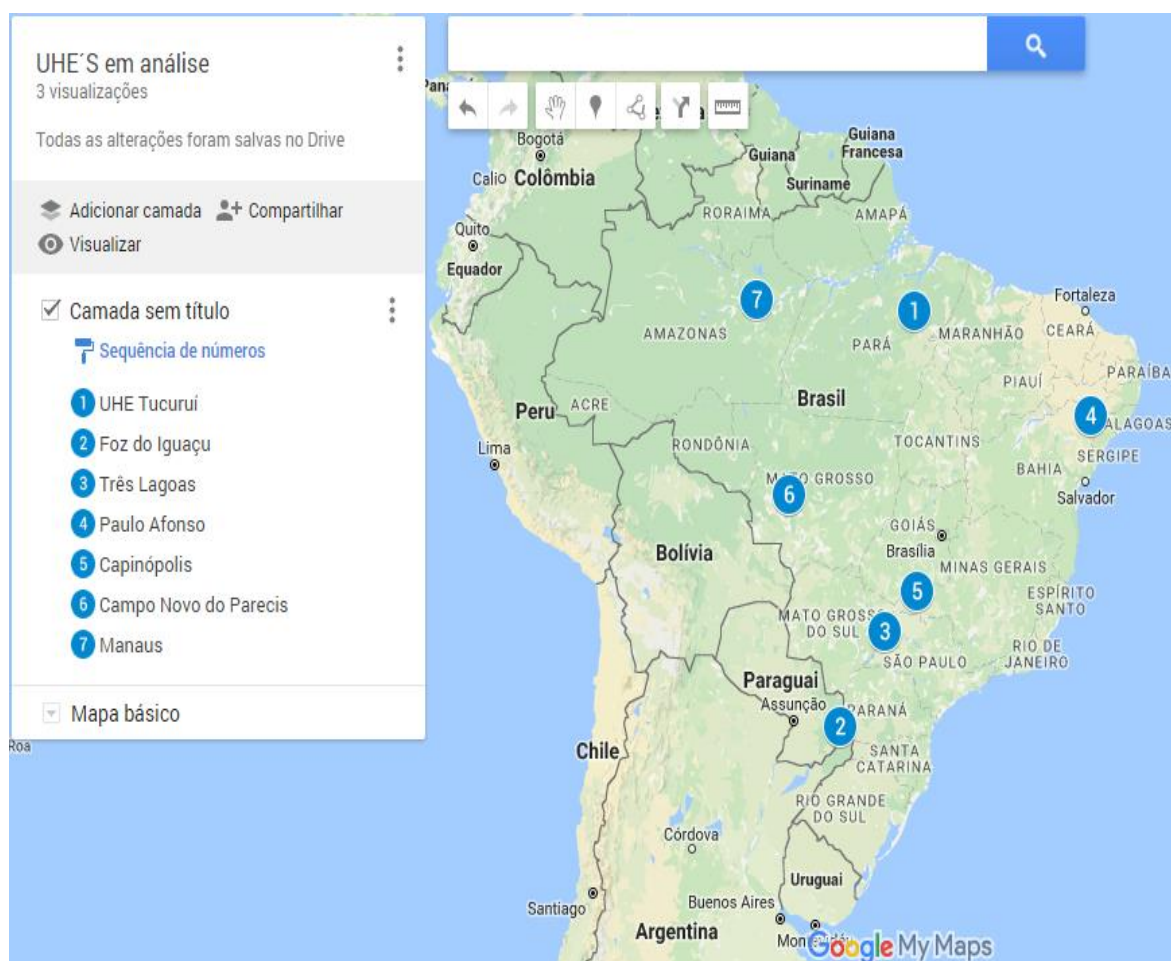 UHE´S em análise
3 visualizações
Todas as alterações foram salvas no Drive
Adicionar camada
Compartilhar
Visualizar
Camada sem título
Sequência de números
1 UHE Tucuruí
2 Foz do Iguaçu
3 Três Lagoas
4 Paulo Afonso
5 Capinópolis
6 Campo Novo do Parecis
7 Manaus
Mapa básico
Bogotá
Calio
Colômbia
Guiana
Guiana
Francesa
Suriname
RORAIMA
AMAPÁ
Quito
Equador
7
1
Fortaleza
AMAZONAS
PARÁ
MARANHÃO
CEARÁ
PIAUÍ
PARAÍBA
Peru
ACRE
Brasil
4
ALAGOAS
Lima
RONDÔNIA
TOCANTINS
SERGIPE
BAHIA
6
GROSSO
Salvador
GOIÁS
Brasília
Bolívia
MINAS GERAIS
5
ESPÍRITO
SANTO
MATO GROSSO
DO SUL
3
SÃO PAULO
RIO DE
JANEIRO
Paraguai
Assunção
PARANÁ
2
Chile
SANTA
CATARINA
RIO GRANDE
DO SUL
Córdova
Uruguai
Santiago
Buenos Aires
Argentina
Google My Maps